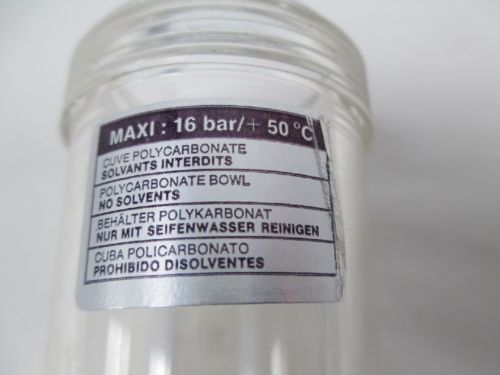 MAXI : 16 bar/+ 50 °C
CUVE POLYCARBONATE
SOLVANTS INTERDITS
POLYCARBONATE BOWL
NO SOLVENTS
BEHÄLTER POLYKARBONAT
NUR MIT SEIFENWASSER REINIGEN
CUBA POLICARBONATO
PROHIBIDO DISOLVENTES